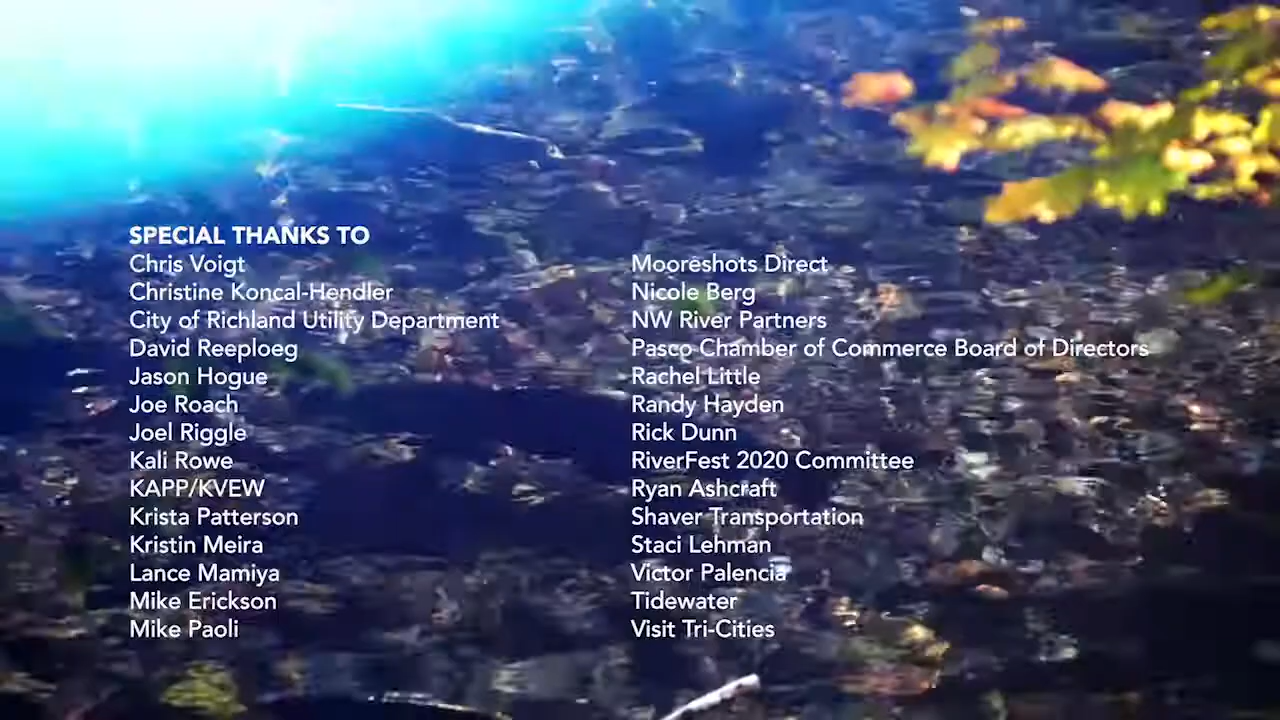 SPECIAL THANKS TO
Chris Voigt
Christine Koncal-Hendler
City of Richland Utility Department
David Reeploeg
Jason Hogue
Joe Roach
Joel Riggle
Kali Rowe
KAPP/KVEW
Krista Patterson
Kristin Meira
Lance Mamiya
Mike Erickson
Mike Paoli
Mooreshots Direct
Nicole Berg
NW River Partners
Pasco Chamber of Commerce Board of Directors
Rachel Little
Randy Hayden
Rick Dunn
RiverFest 2020 Committee
Ryan Ashcraft
Shaver Transportation
Staci Lehman
Victor Palencia
Tidewater
Visit Tri-Cities